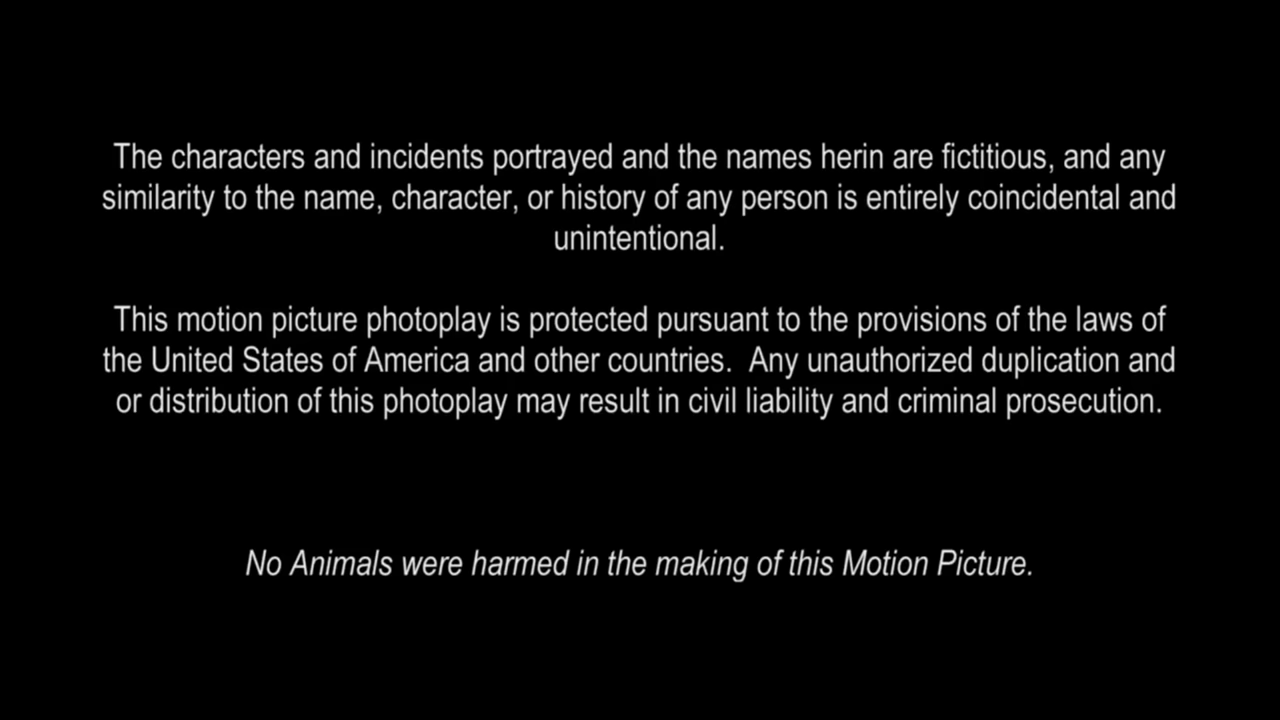 The characters and incidents portrayed and the names herin are fictitious, and any
similarity to the name, character, or history of any person is entirely coincidental and
unintentional.
This motion picture photoplay is protected pursuant to the provisions of the laws of
the United States of America and other countries.  Any unauthorized duplication and
or distribution of this photoplay may result in civil liability and criminal prosecution.
No Animals were harmed in the making of this Motion Picture.